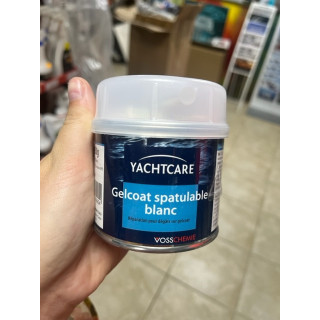 YACHTCARE
Gelcoat spatulable
blanc
VOSSCHEMIE